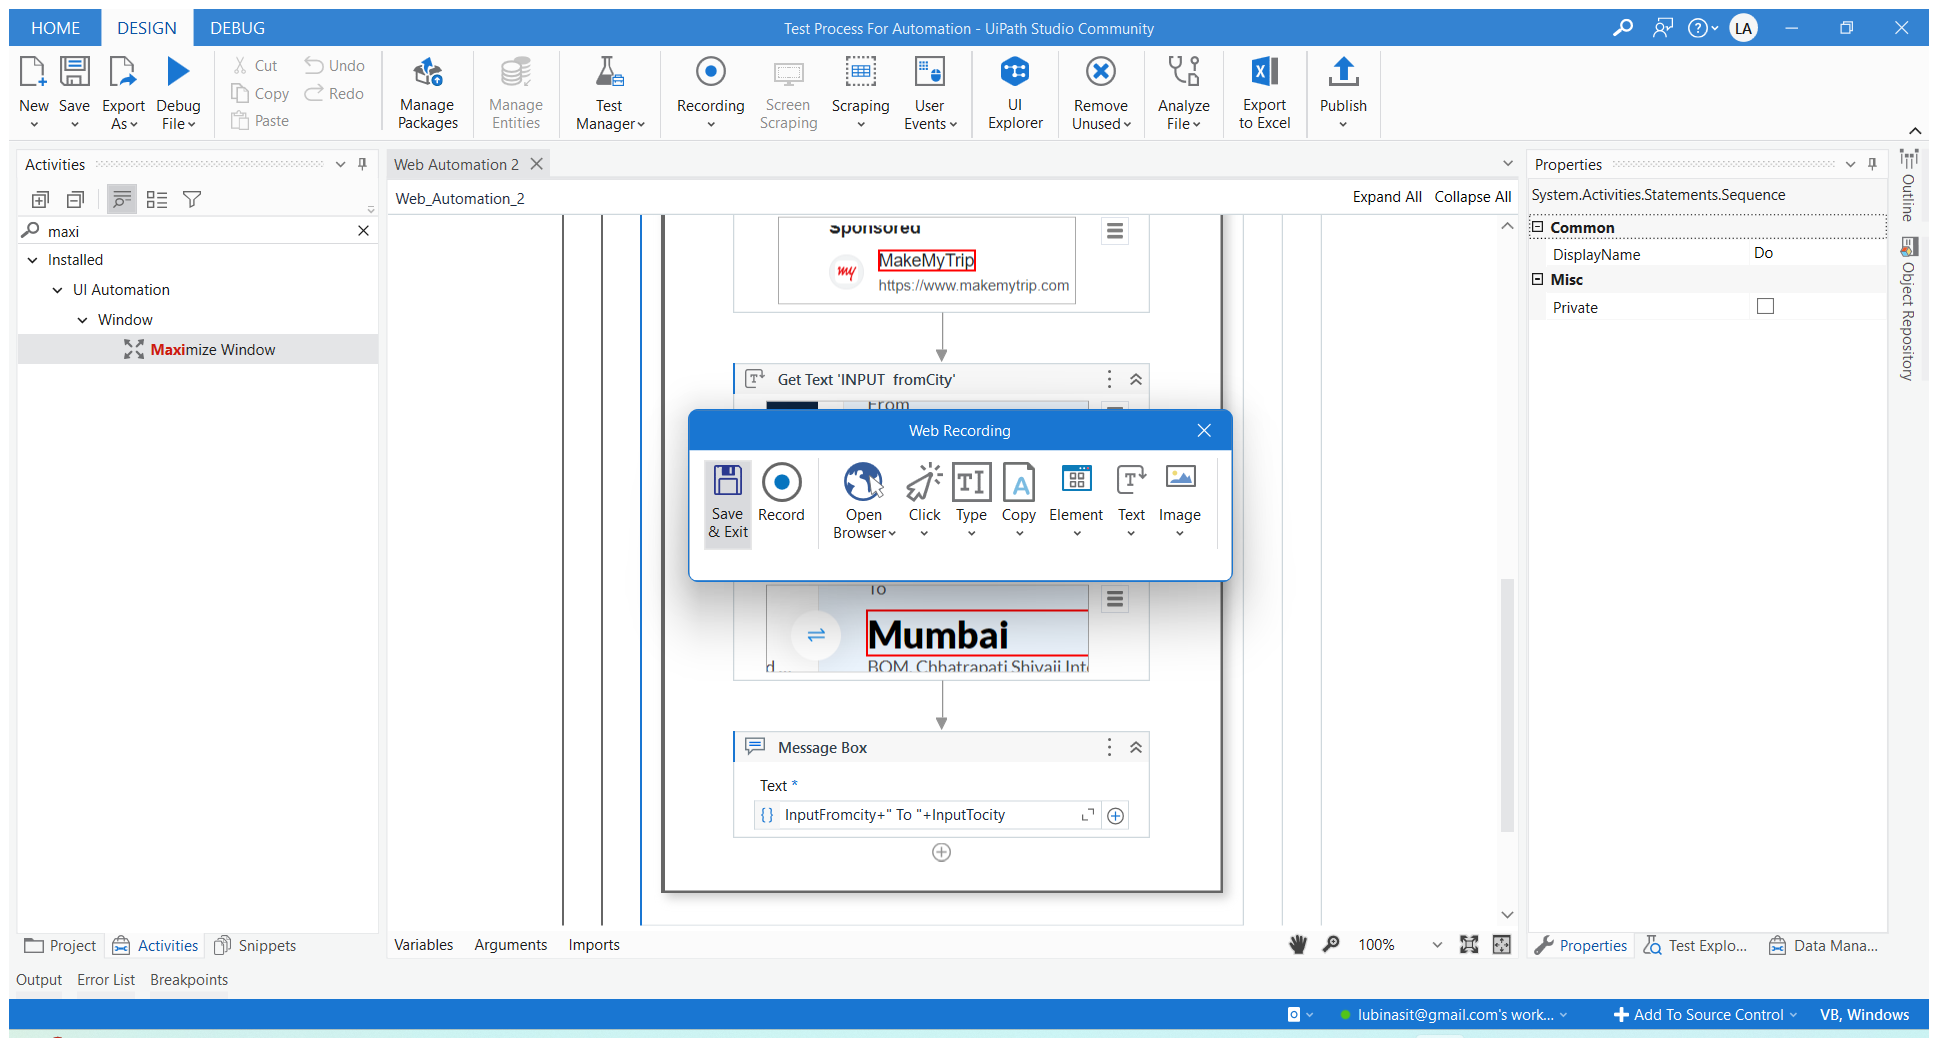 HOME DESIGN DEBUG
Test Process For Automation - UiPath Studio Community
LA
New
Save
Export As
Debug File
Cut
Copy
Paste
Undo
Redo
Manage Packages
Manage Entities
Test Manager
Recording
Screen Scraping
Scraping
User Events
UI Explorer
Remove Unused
Analyze File
Export to Excel
Publish
Activities
maxi
Installed
UI Automation
Window
Maximize Window
Project Activities Snippets
Web Automation 2
Web_Automation_2
Expand All Collapse All
Sponsored
my
MakeMyTrip
https://www.makemytrip.com
Get Text 'INPUT fromCity'
From
Web Recording
Save & Exit
Record
Open Browser
Click
Type
Copy
Element
Text
Image
To
Mumbai
d ...
BOM, Chhatrapati Shivaji Int
Message Box
Text *
InputFromcity+" To "+InputTocity
Variables Arguments Imports
100%
Properties
System.Activities.Statements.Sequence
Common
DisplayName Do
Misc
Private
Properties Test Explo... Data Mana...
Outline
Object Repository
Output Error List Breakpoints
lubinasit@gmail.com's work...
Add To Source Control
VB, Windows